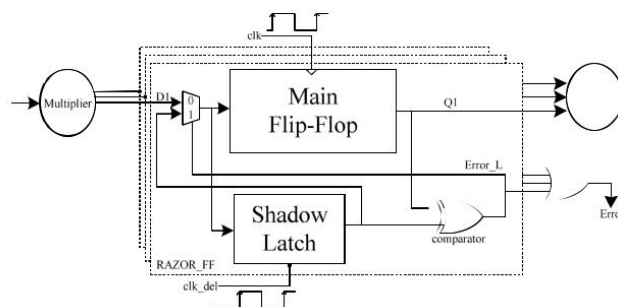 clk
Multiplier
D1
0
1
Main
Flip-Flop
Q1
Error_L
Shadow
Latch
comparator
RAZOR_FF
clk_del